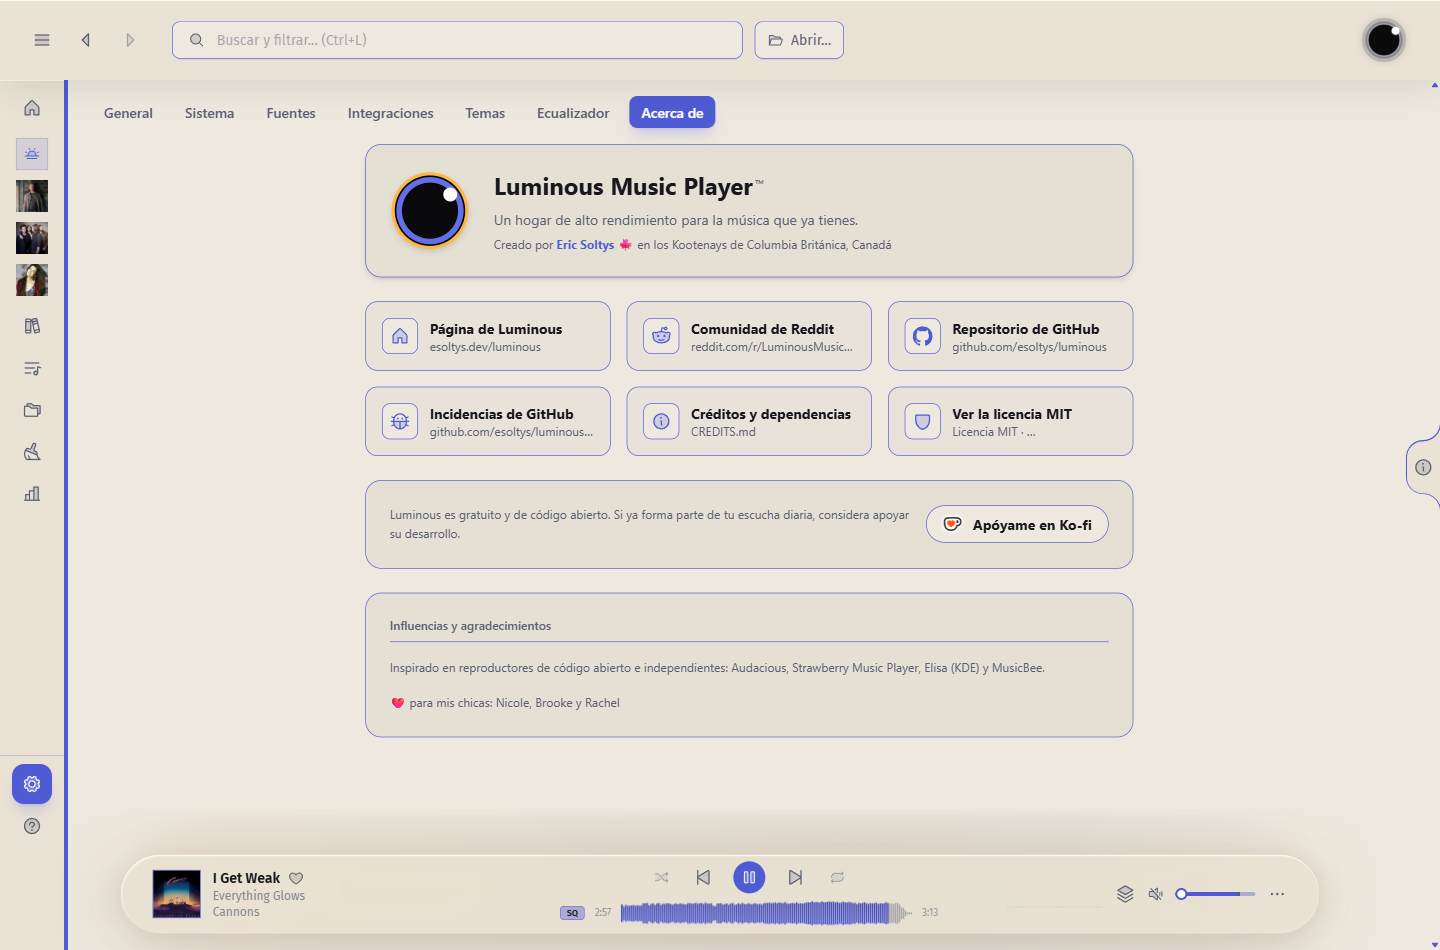 Buscar y filtrar... (Ctrl+L)
Abrir...
General
Sistema
Fuentes
Integraciones
Temas
Ecualizador
Acerca de
Luminous Music Player™
Un hogar de alto rendimiento para la música que ya tienes.
Creado por Eric Soltys 🍁 en los Kootenays de Columbia Británica, Canadá
Página de Luminous
esoltys.dev/luminous
Comunidad de Reddit
reddit.com/r/LuminousMusic...
Repositorio de GitHub
github.com/esoltys/luminous
Incidencias de GitHub
github.com/esoltys/luminous...
Créditos y dependencias
CREDITS.md
Ver la licencia MIT
Licencia MIT · ...
Luminous es gratuito y de código abierto. Si ya forma parte de tu escucha diaria, considera apoyar
su desarrollo.
Apóyame en Ko-fi
Influencias y agradecimientos
Inspirado en reproductores de código abierto e independientes: Audacious, Strawberry Music Player, Elisa (KDE) y MusicBee.
❤️ para mis chicas: Nicole, Brooke y Rachel
I Get Weak
Everything Glows
Cannons
SQ
2:57
3:13